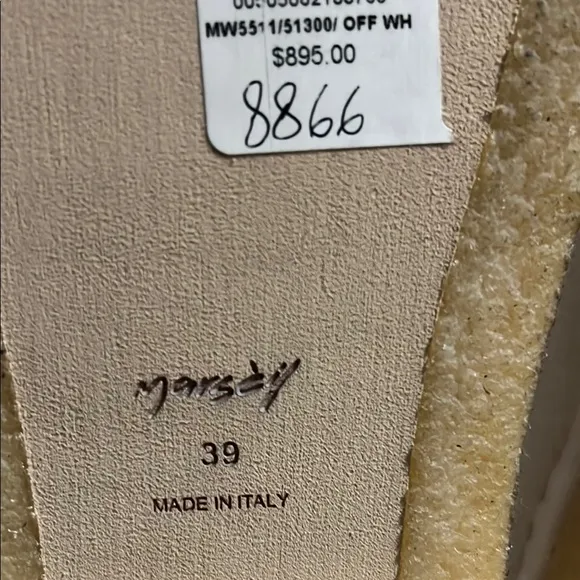 MW5511/51300/ OFF WH
$895.00
8866
marsèll
39
MADE IN ITALY